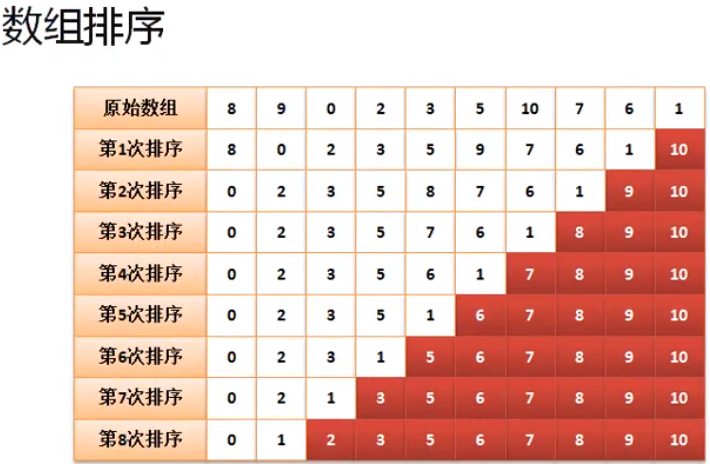 数组排序
原始数组 8 9 0 2 3 5 10 7 6 1
第1次排序 8 0 2 3 5 9 7 6 1 10
第2次排序 0 2 3 5 8 7 6 1 9 10
第3次排序 0 2 3 5 7 6 1 8 9 10
第4次排序 0 2 3 5 6 1 7 8 9 10
第5次排序 0 2 3 5 1 6 7 8 9 10
第6次排序 0 2 3 1 5 6 7 8 9 10
第7次排序 0 2 1 3 5 6 7 8 9 10
第8次排序 0 1 2 3 5 6 7 8 9 10